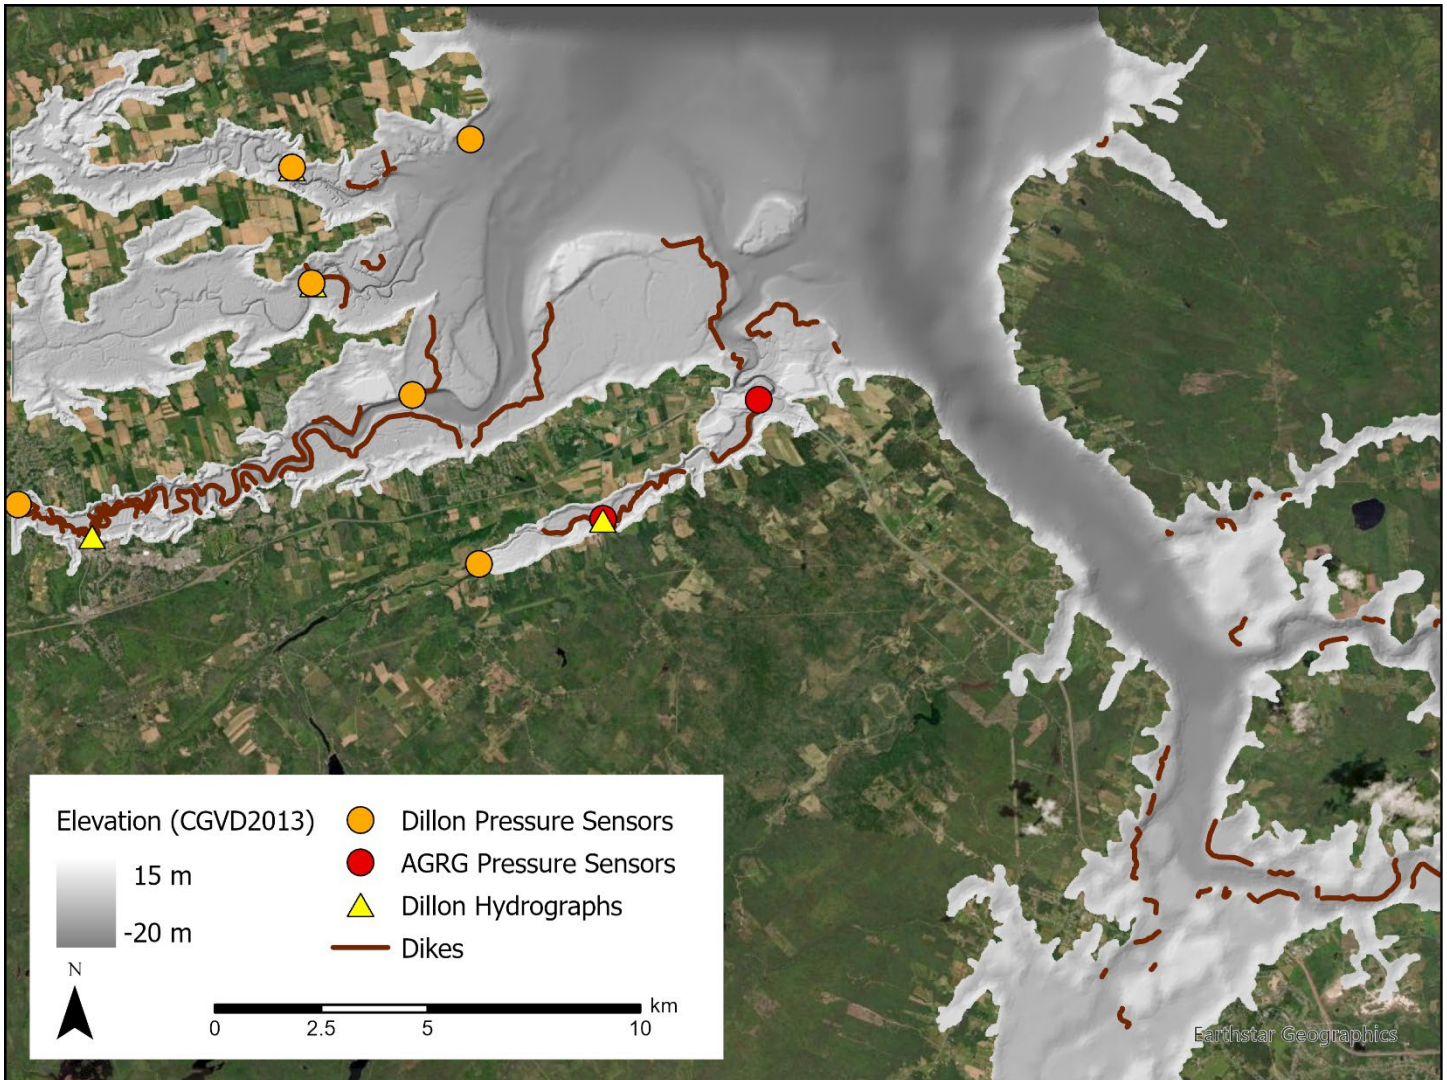 Elevation (CGVD2013)
15 m
-20 m
Dillon Pressure Sensors
AGRG Pressure Sensors
Dillon Hydrographs
Dikes
N
km
0 2.5 5 10
Earthstar Geographics